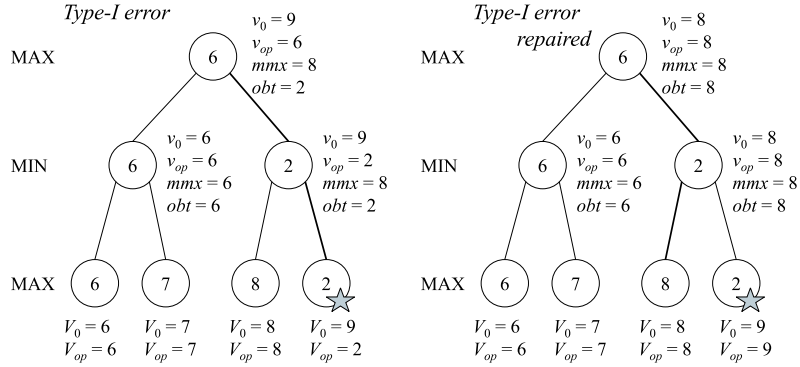 Type-I error
MAX
6
v0 = 9
vop = 6
mmx = 8
obt = 2
MIN
6
v0 = 6
vop = 6
mmx = 6
obt = 6
2
v0 = 9
vop = 2
mmx = 8
obt = 2
MAX
6
7
8
2
V0 = 6
Vop = 6
V0 = 7
Vop = 7
V0 = 8
Vop = 8
V0 = 9
Vop = 2
Type-I error
repaired
MAX
6
v0 = 8
vop = 8
mmx = 8
obt = 8
MIN
6
v0 = 6
vop = 6
mmx = 6
obt = 6
2
v0 = 8
vop = 8
mmx = 8
obt = 8
MAX
6
7
8
2
V0 = 6
Vop = 6
V0 = 7
Vop = 7
V0 = 8
Vop = 8
V0 = 9
Vop = 9